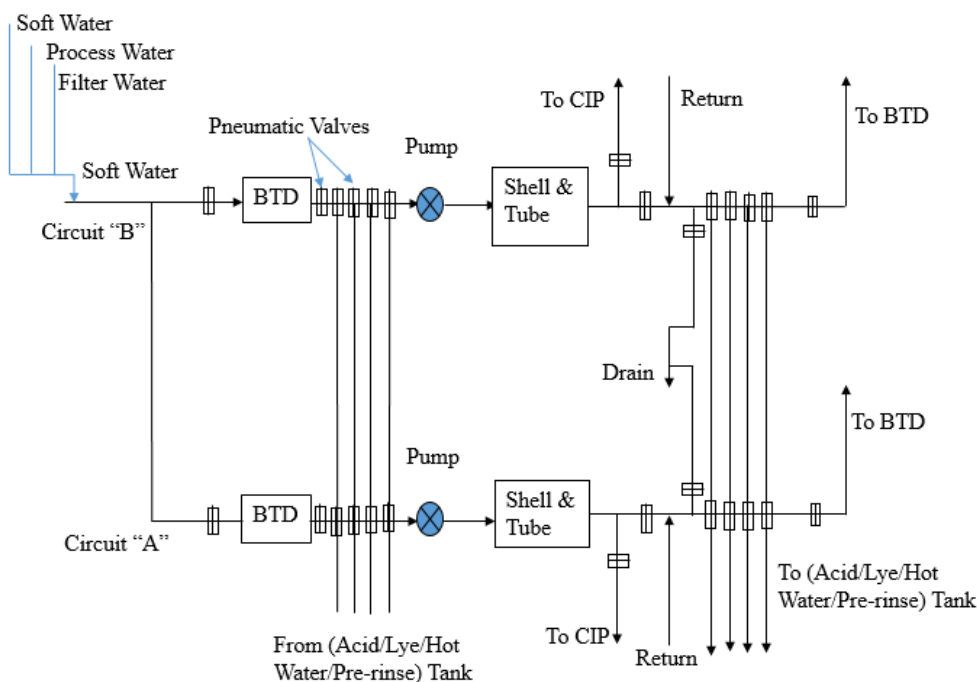 Soft Water
Process Water
Filter Water
Soft Water
Circuit “B”
Pneumatic Valves
BTD
Pump
Shell &
Tube
To CIP
Return
To BTD
Drain
To BTD
Pump
BTD
Shell &
Tube
Circuit “A”
From (Acid/Lye/Hot
Water/Pre-rinse) Tank
To CIP
Return
To (Acid/Lye/Hot
Water/Pre-rinse) Tank